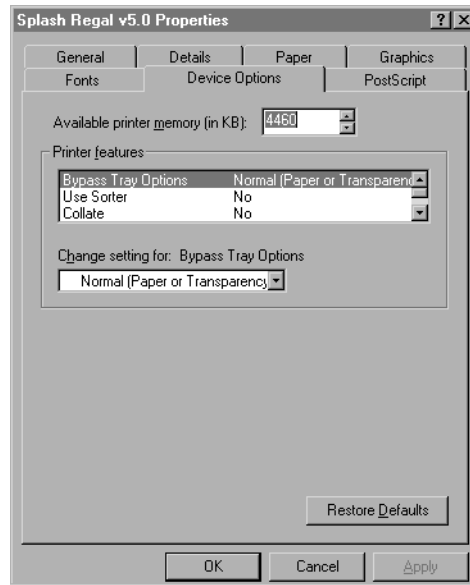 Splash Regal v5.0 Properties
General Details Paper Graphics
Fonts Device Options PostScript
Available printer memory (in KB): 4460
Printer features
Bypass Tray Options Normal (Paper or Transparenc
Use Sorter No
Collate No
Change setting for: Bypass Tray Options
Normal (Paper or Transparency
Restore Defaults
OK Cancel Apply